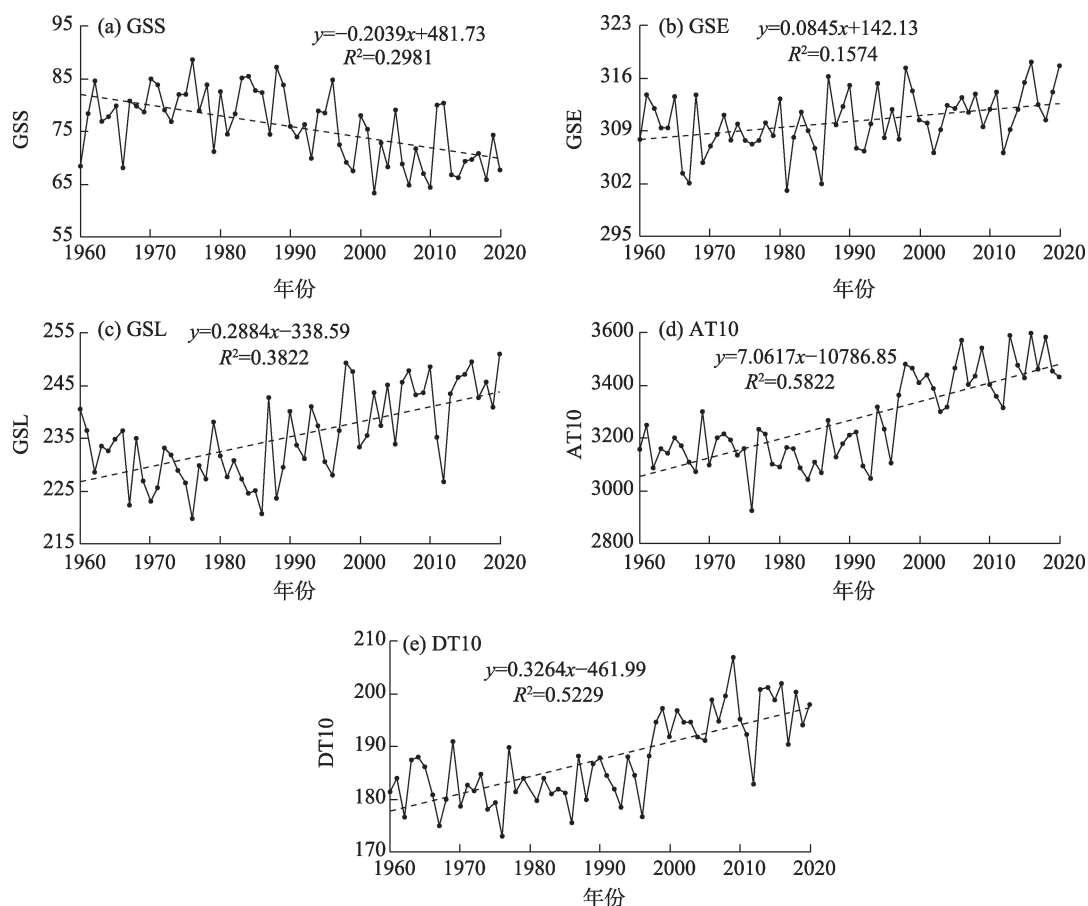 (a) GSS
y=−0.2039x+481.73
R²=0.2981
95
85
75
65
55
GSS
1960 1970 1980 1990 2000 2010 2020
年份
(b) GSE
y=0.0845x+142.13
R²=0.1574
323
316
309
302
295
GSE
1960 1970 1980 1990 2000 2010 2020
年份
(c) GSL
y=0.2884x−338.59
R²=0.3822
255
245
235
225
215
GSL
1960 1970 1980 1990 2000 2010 2020
年份
(d) AT10
y=7.0617x−10786.85
R²=0.5822
3600
3400
3200
3000
2800
AT10
1960 1970 1980 1990 2000 2010 2020
年份
(e) DT10
y=0.3264x−461.99
R²=0.5229
210
200
190
180
170
DT10
1960 1970 1980 1990 2000 2010 2020
年份